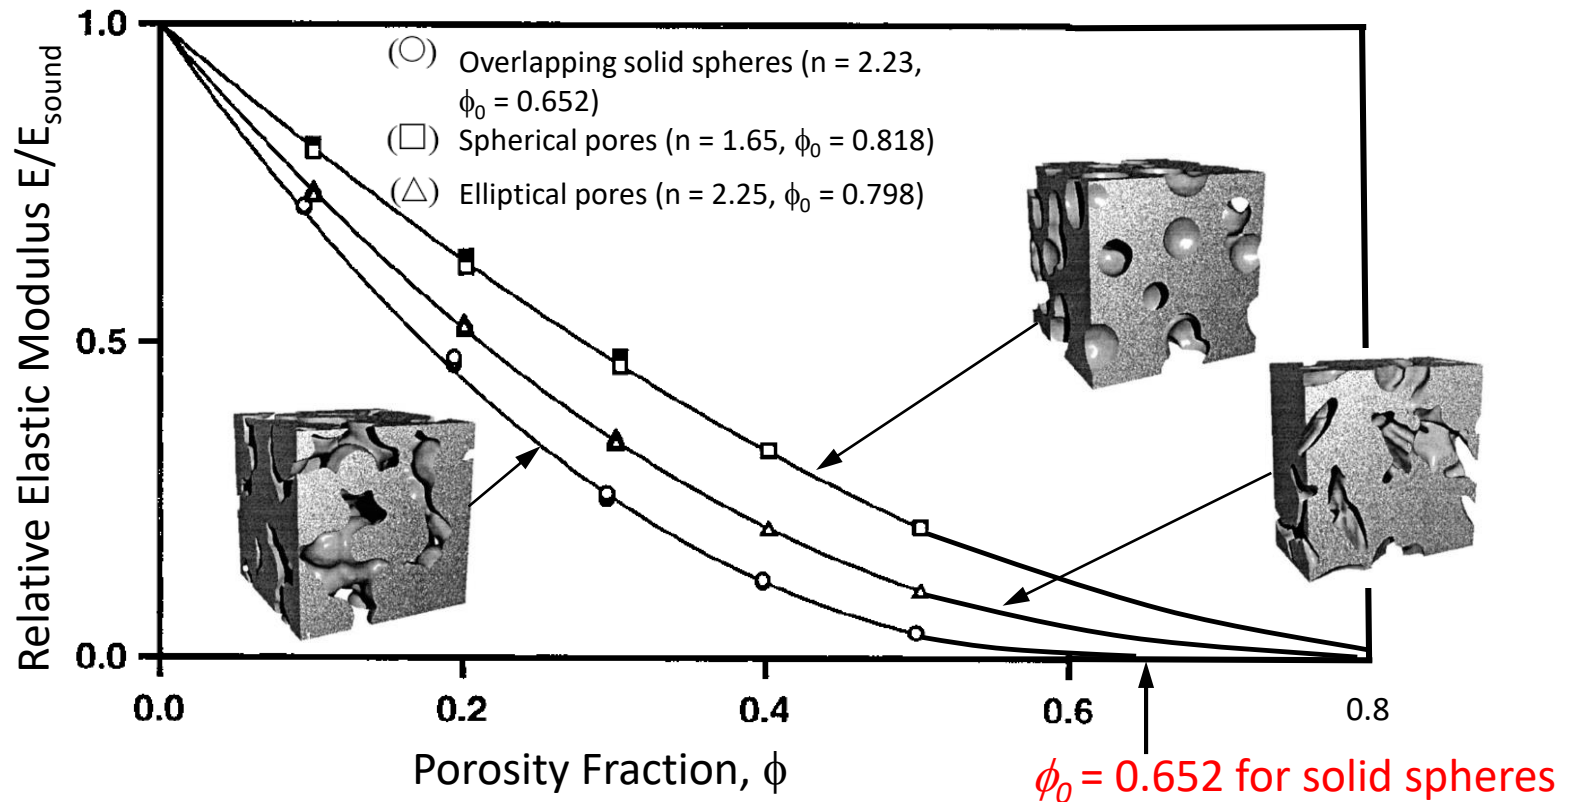 1.0
(○) Overlapping solid spheres (n = 2.23,
ϕ₀ = 0.652)
(□) Spherical pores (n = 1.65, ϕ₀ = 0.818)
(△) Elliptical pores (n = 2.25, ϕ₀ = 0.798)
Relative Elastic Modulus E/E_sound
0.5
0.0
0.0 0.2 0.4 0.6 0.8
Porosity Fraction, ϕ
ϕ₀ = 0.652 for solid spheres